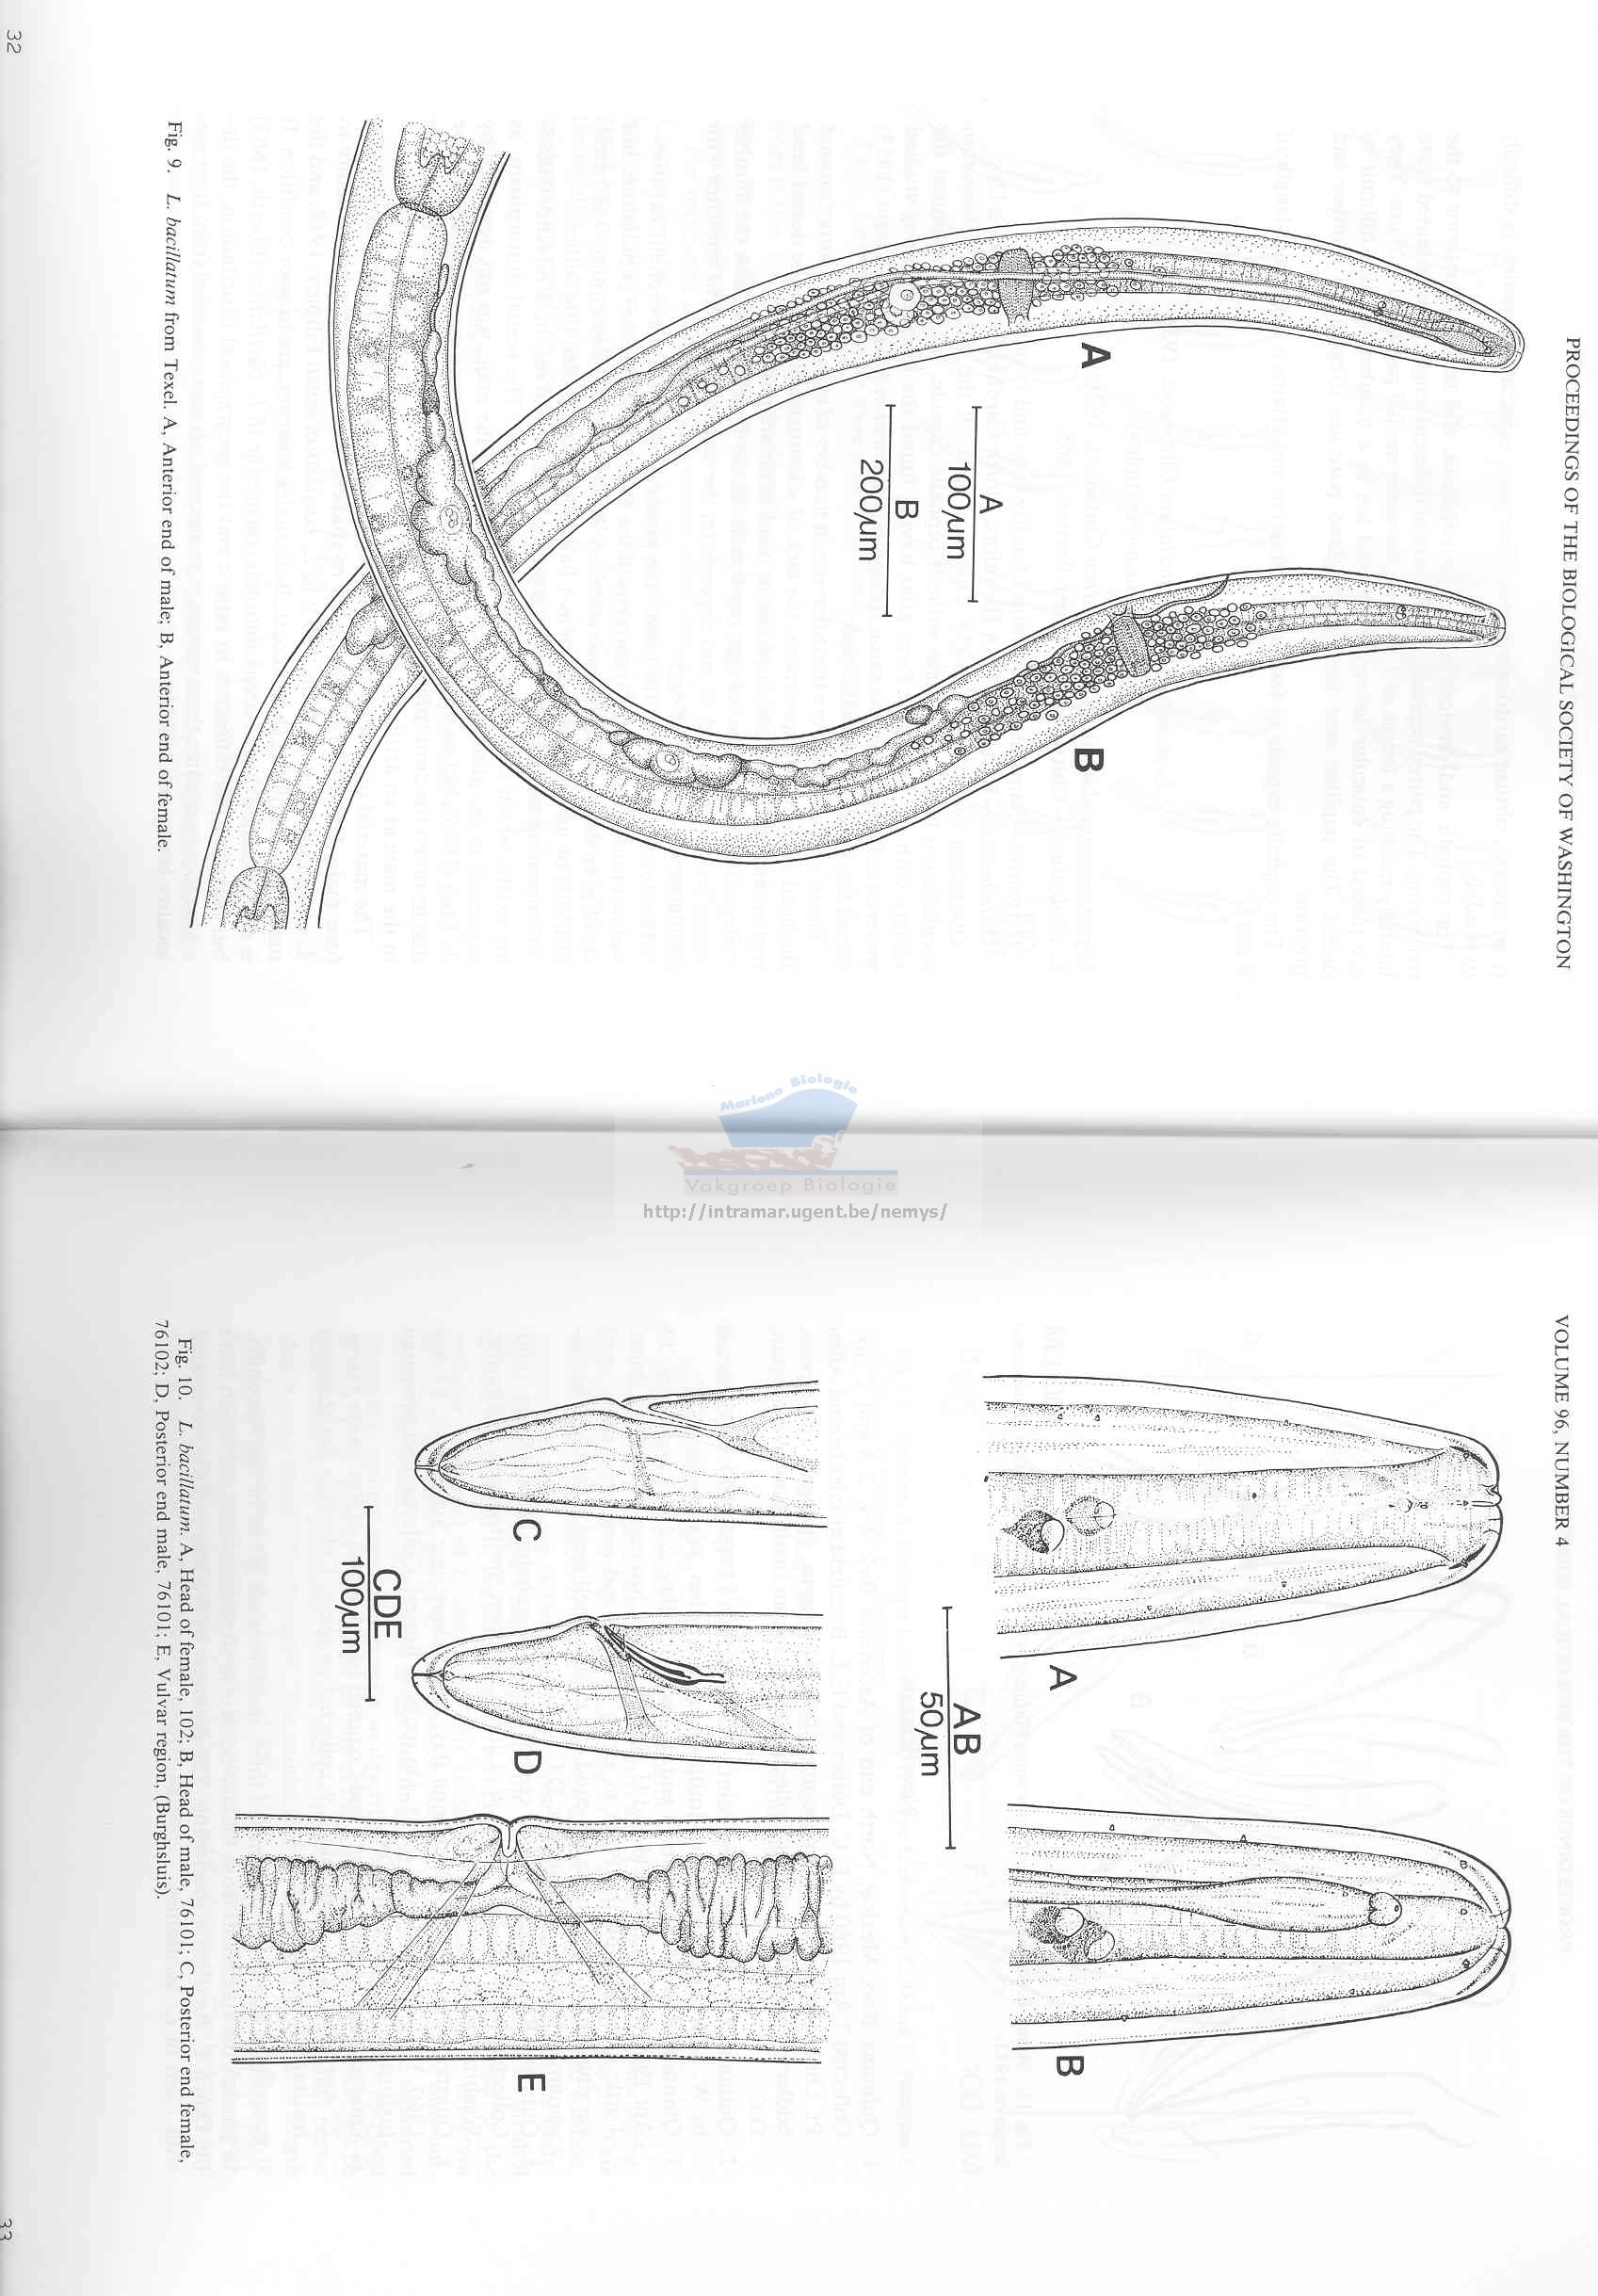 32
PROCEEDINGS OF THE BIOLOGICAL SOCIETY OF WASHINGTON
A
B
A
100µm
B
200µm
Fig. 9. L. bacillatum from Texel. A, Anterior end of male; B, Anterior end of female.
Mariene Biologie
Vakgroep Biologie
http://intramar.ugent.be/nemys/
VOLUME 96, NUMBER 4
33
A
B
AB
50µm
C
D
E
CDE
100µm
Fig. 10. L. bacillatum. A, Head of female, 102; B, Head of male, 76101; C, Posterior end female,
76102; D, Posterior end male, 76101; E, Vulvar region, (Burghsluis).